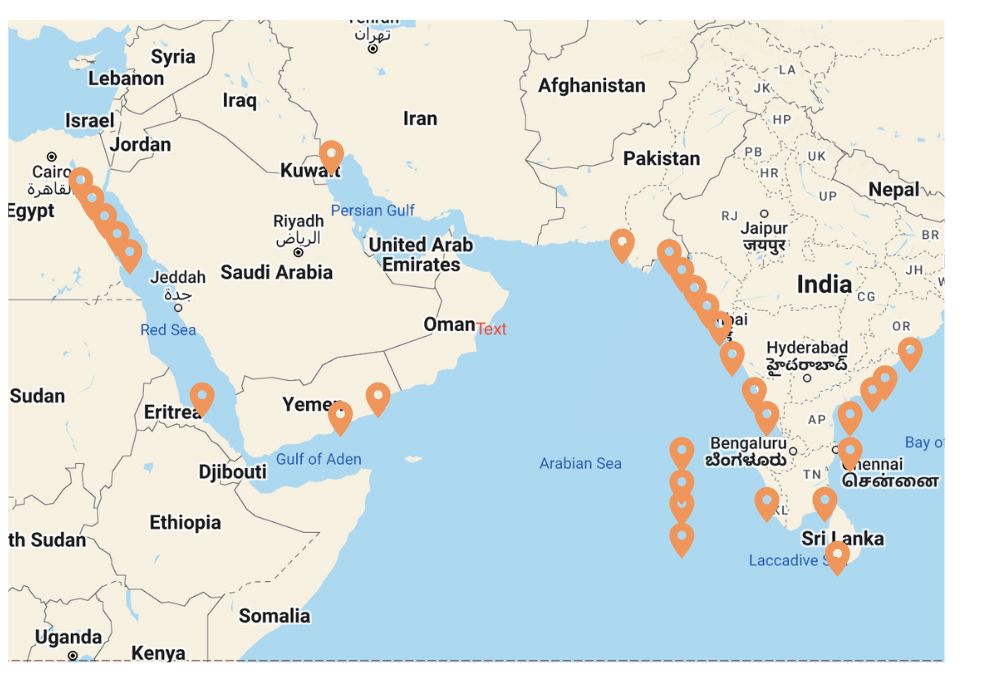 Tehran
تهران
Syria
Lebanon
Afghanistan
LA
JK
Iraq
Israel
Iran
HP
Jordan
Pakistan
PB
UK
HR
Cairo
القاهرة
Kuwait
UP
Nepal
Egypt
Persian Gulf
RJ
Jaipur
जयपुर
Riyadh
الرياض
BR
United Arab
Emirates
Saudi Arabia
JH
Jeddah
جدة
India
CG
Red Sea
Oman
Text
bai
OR
Hyderabad
హైదరాబాద్
Sudan
Eritrea
Yemen
AP
Gulf of Aden
Arabian Sea
Bengaluru
ಬೆಂಗಳೂರು
Bay of
Djibouti
Chennai
சென்னை
TN
KL
Ethiopia
th Sudan
Sri Lanka
Laccadive S
Somalia
Uganda
Kenya